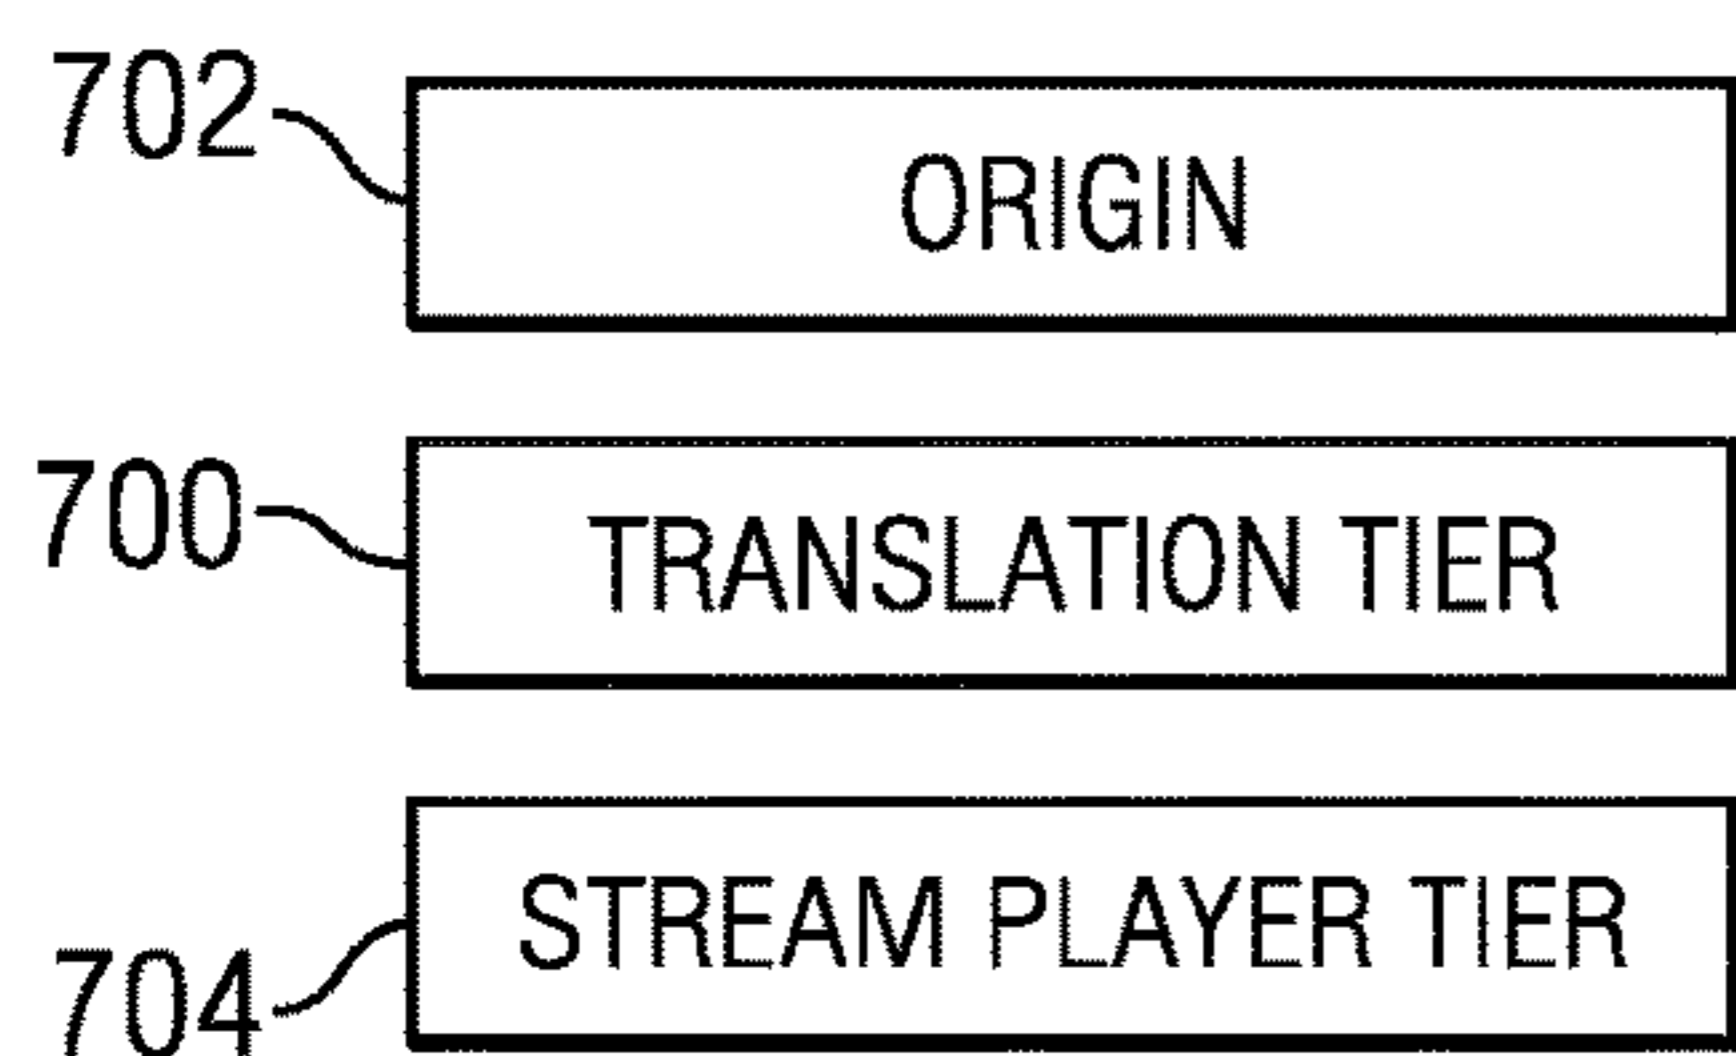 702
ORIGIN
700
TRANSLATION TIER
STREAM PLAYER TIER
704